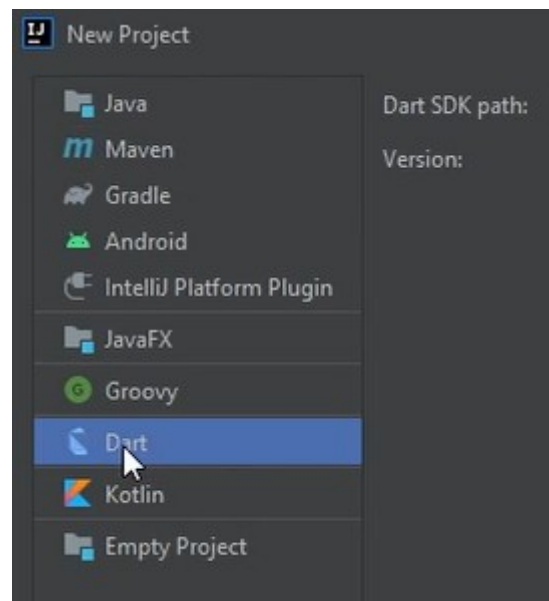 IJ New Project
Java
Maven
Gradle
Android
IntelliJ Platform Plugin
JavaFX
Groovy
Dart
Kotlin
Empty Project
Dart SDK path:
Version: